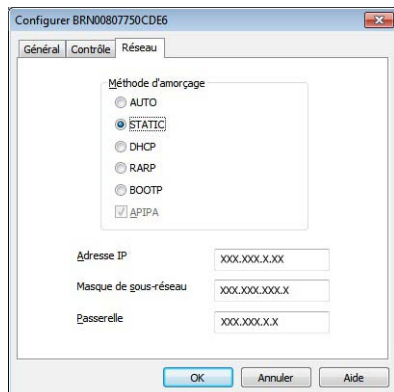 Configurer BRN00807750CDE6
Général Contrôle Réseau
Méthode d'amorçage
AUTO
STATIC
DHCP
RARP
BOOTP
APIPA
Adresse IP XXX.XXX.X.XX
Masque de sous-réseau XXX.XXX.XXX.X
Passerelle XXX.XXX.X.X
OK Annuler Aide